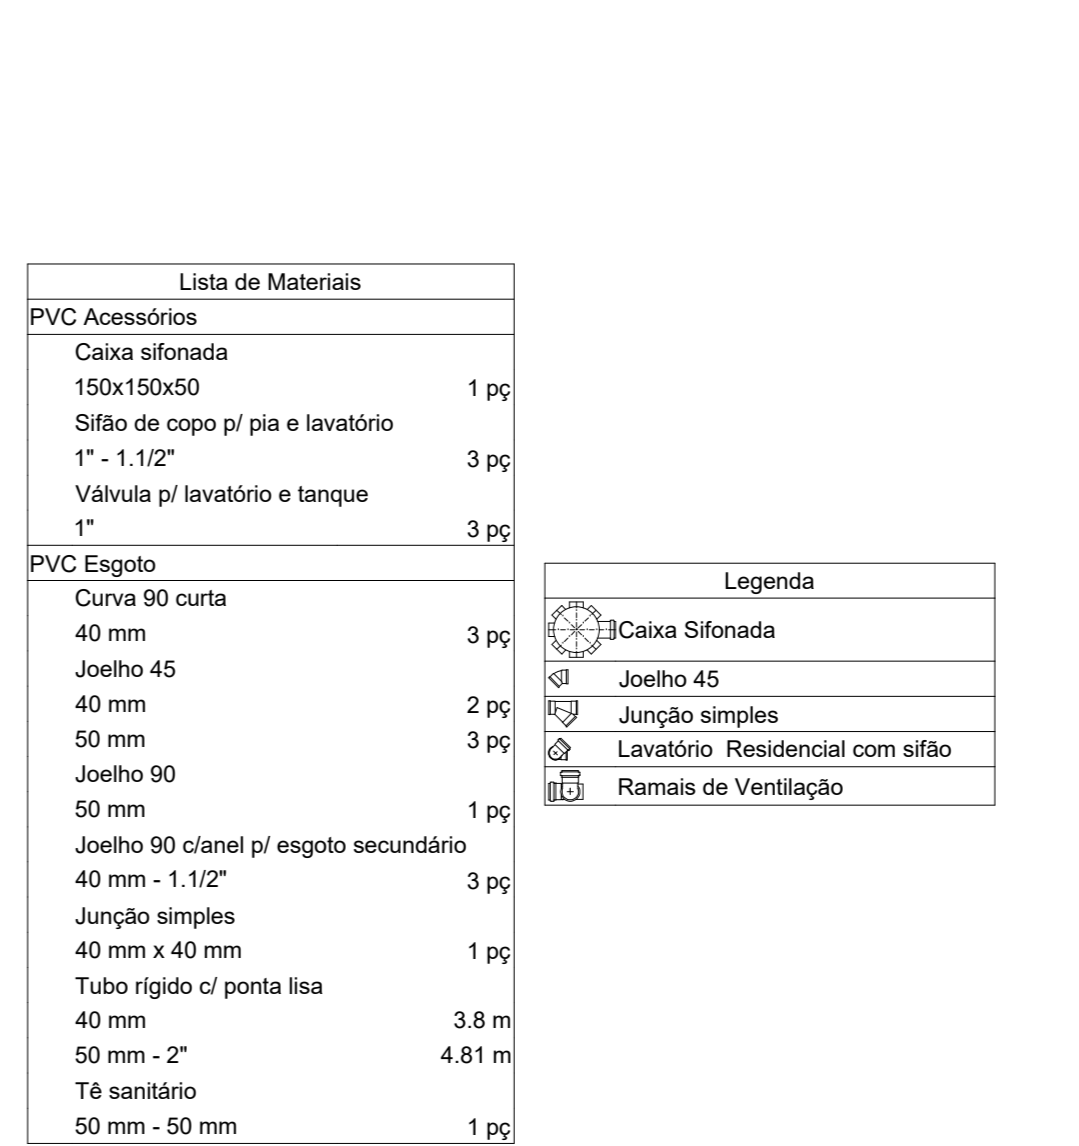 Lista de Materiais
PVC Acessórios
Caixa sifonada
150x150x50 1 pç
Sifão de copo p/ pia e lavatório
1" - 1.1/2" 3 pç
Válvula p/ lavatório e tanque
1" 3 pç
PVC Esgoto
Curva 90 curta
40 mm 3 pç
Joelho 45
40 mm 2 pç
50 mm 3 pç
Joelho 90
50 mm 1 pç
Joelho 90 c/anel p/ esgoto secundário
40 mm - 1.1/2" 3 pç
Junção simples
40 mm x 40 mm 1 pç
Tubo rígido c/ ponta lisa
40 mm 3.8 m
50 mm - 2" 4.81 m
Tê sanitário
50 mm - 50 mm 1 pç
Legenda
Caixa Sifonada
Joelho 45
Junção simples
Lavatório Residencial com sifão
Ramais de Ventilação